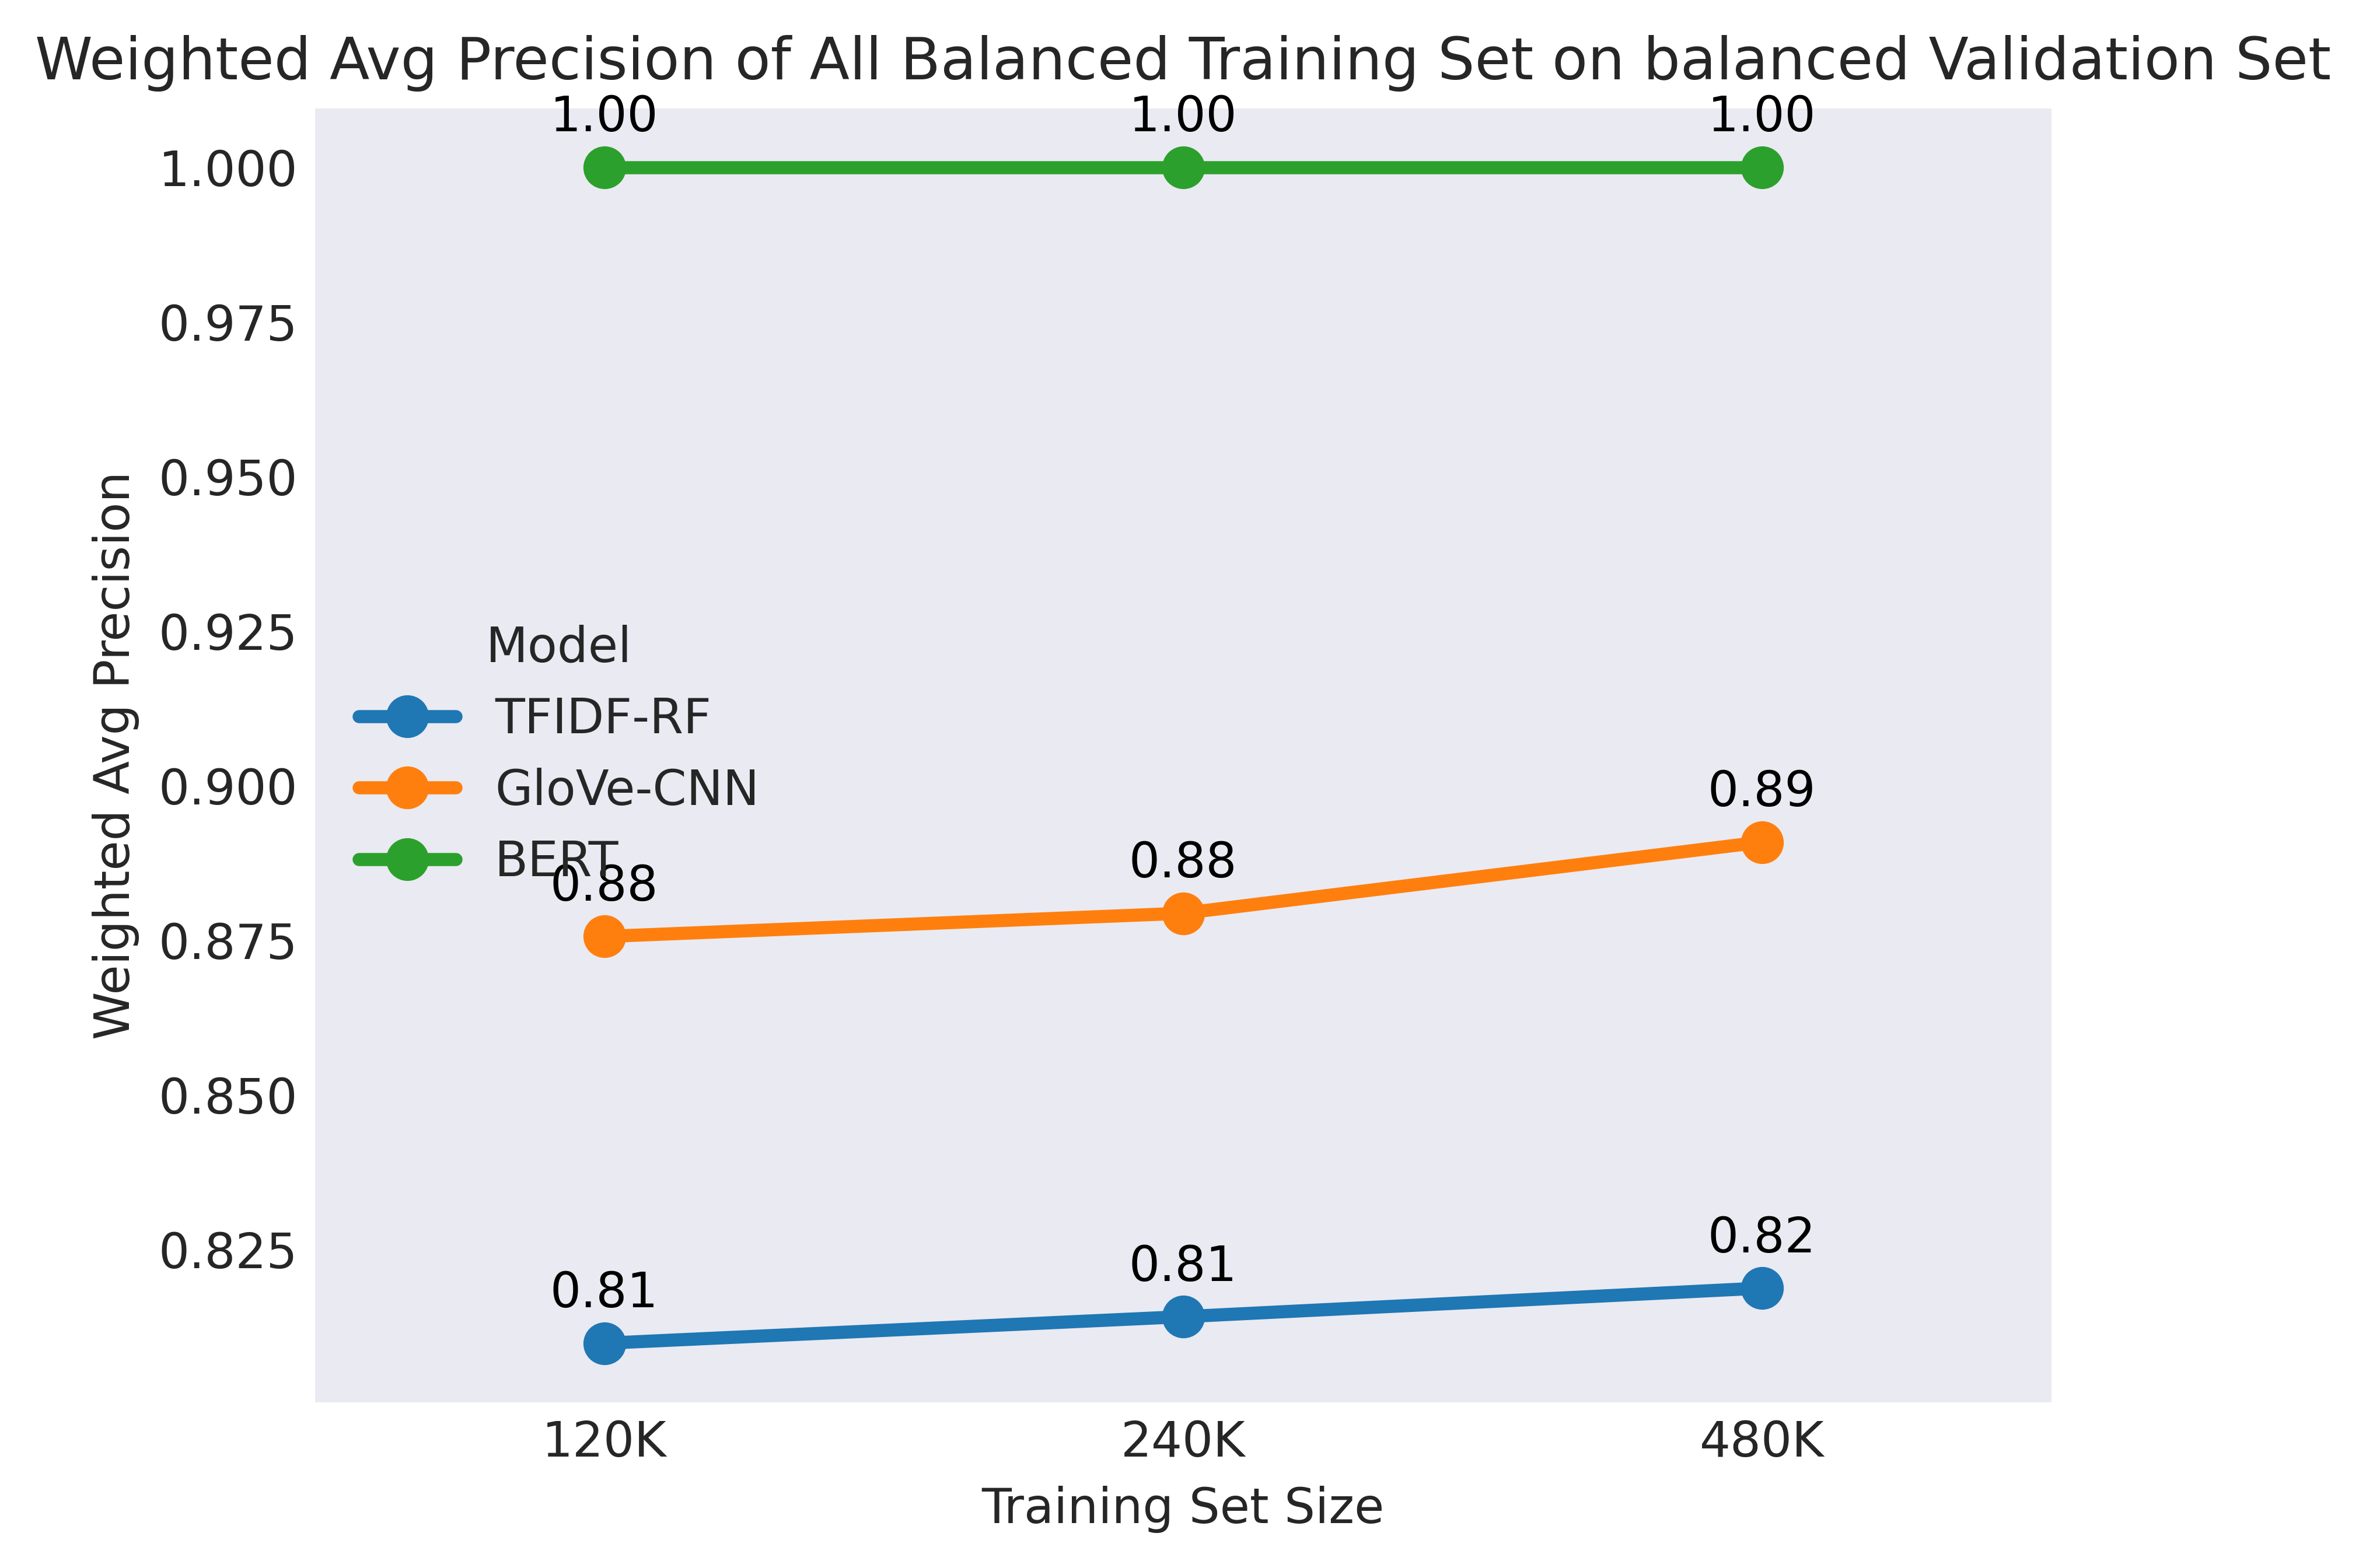 Weighted Avg Precision of All Balanced Training Set on balanced Validation Set
1.00 1.00 1.00
1.000
0.975
0.950
0.925
0.900
0.875
0.850
0.825
Weighted Avg Precision
Model
TFIDF-RF
GloVe-CNN
BERT
0.88 0.88 0.89
0.81 0.81 0.82
120K 240K 480K
Training Set Size